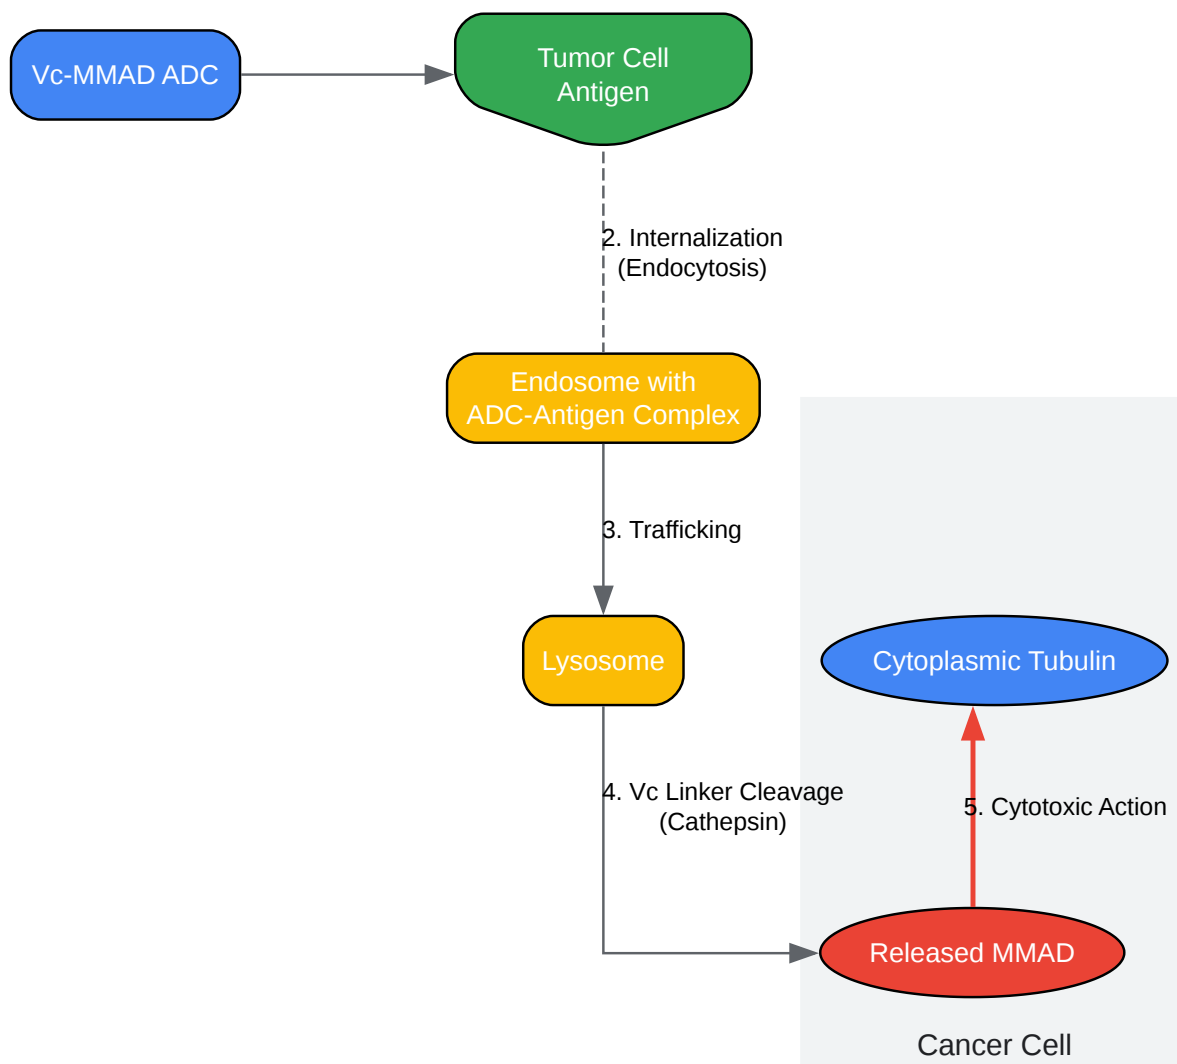 Vc-MMAD ADC
Tumor Cell
Antigen
2. Internalization
(Endocytosis)
Endosome with
ADC-Antigen Complex
3. Trafficking
Lysosome
Cytoplasmic Tubulin
4. Vc Linker Cleavage
(Cathepsin)
5. Cytotoxic Action
Released MMAD
Cancer Cell